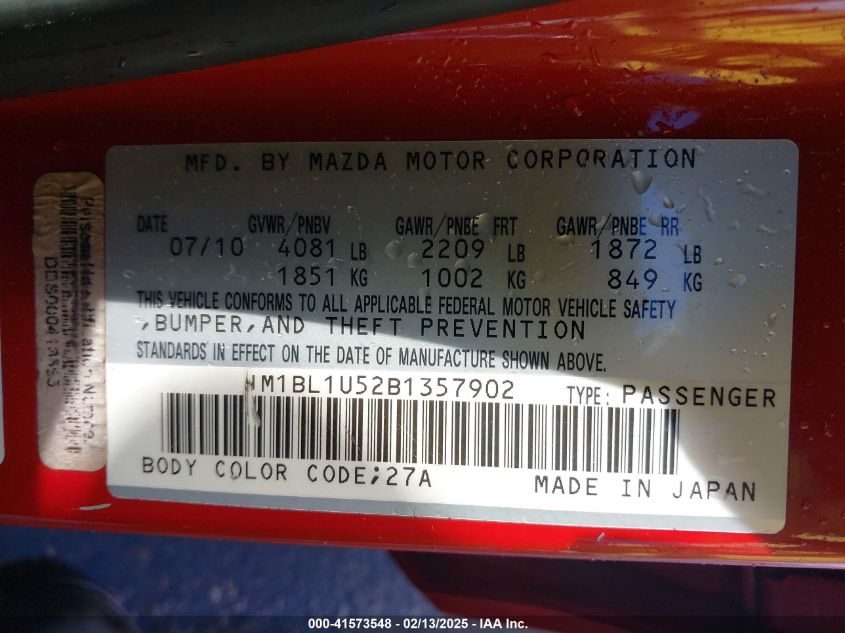 MFD. BY MAZDA MOTOR CORPORATION
DATE GVWR/PNBV GAWR/PNBE FRT GAWR/PNBE RR
07/10 4081 LB 2209 LB 1872 LB
1851 KG 1002 KG 849 KG
THIS VEHICLE CONFORMS TO ALL APPLICABLE FEDERAL MOTOR VEHICLE SAFETY
,BUMPER,AND THEFT PREVENTION
STANDARDS IN EFFECT ON THE DATE OF MANUFACTURE SHOWN ABOVE.
JM1BL1U52B1357902 TYPE: PASSENGER
BODY COLOR CODE;27A
MADE IN JAPAN
000-41573548 - 02/13/2025 - IAA Inc.